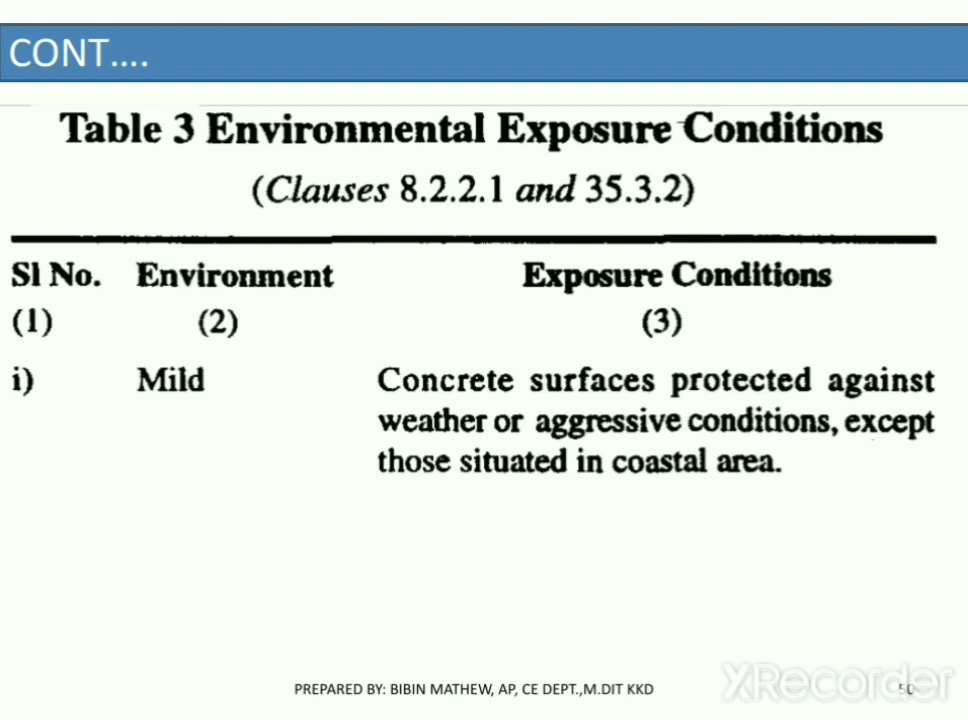 CONT....
Table 3 Environmental Exposure Conditions
(Clauses 8.2.2.1 and 35.3.2)
Sl No. Environment Exposure Conditions
(1) (2) (3)
i) Mild Concrete surfaces protected against
weather or aggressive conditions, except
those situated in coastal area.
PREPARED BY: BIBIN MATHEW, AP, CE DEPT.,M.DIT KKD
XRecorder
50